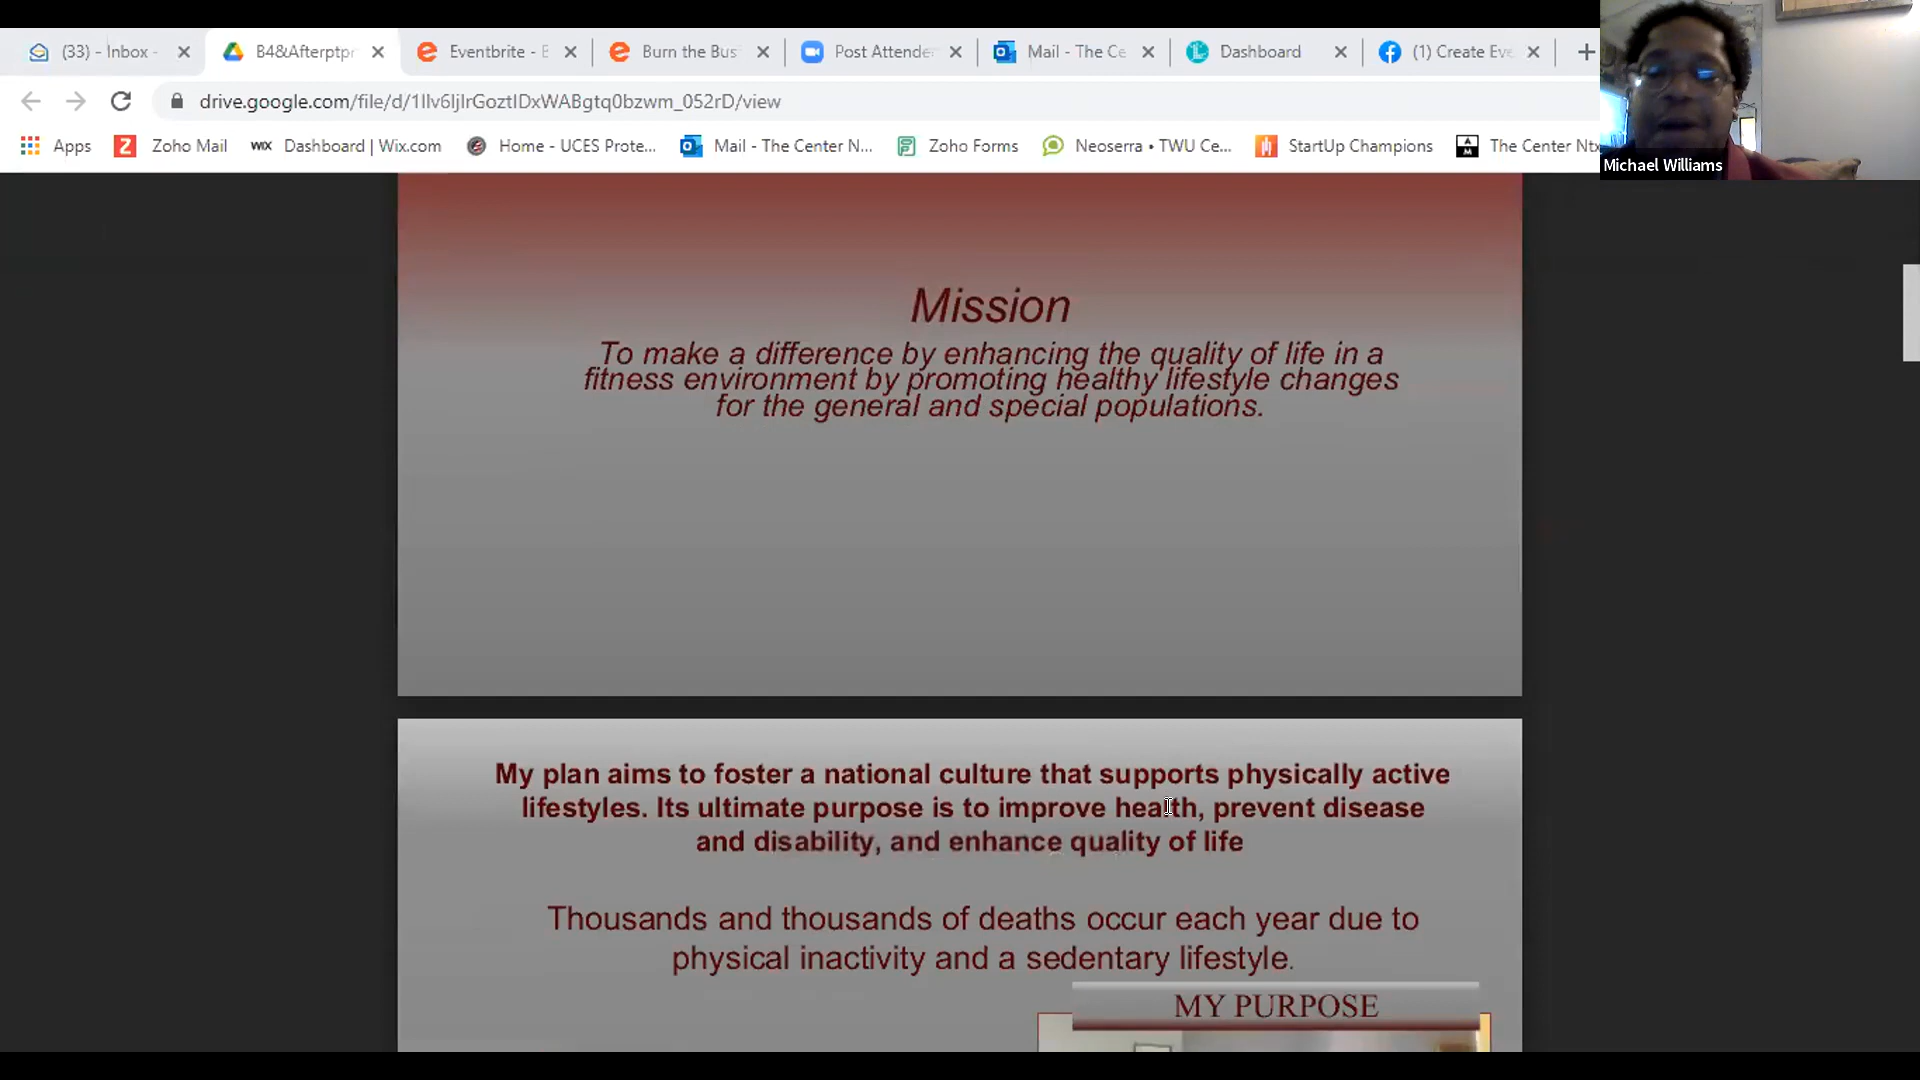 (33) - Inbox -
B4&Afterptpr
Eventbrite - E
Burn the Bus
Post Attende
Mail - The Ce
Dashboard
(1) Create Eve
drive.google.com/file/d/
/view
Apps
Zoho Mail
WIX Dashboard | Wix.com
Home - UCES Prote...
Mail - The Center N...
Zoho Forms
Neoserra • TWU Ce...
StartUp Champions
The Center Ntx
Michael Williams
Mission
To make a difference by enhancing the quality of life in a
fitness environment by promoting healthy lifestyle changes
for the general and special populations.
My plan aims to foster a national culture that supports physically active
lifestyles. Its ultimate purpose is to improve health, prevent disease
and disability, and enhance quality of life
Thousands and thousands of deaths occur each year due to
physical inactivity and a sedentary lifestyle.
MY PURPOSE